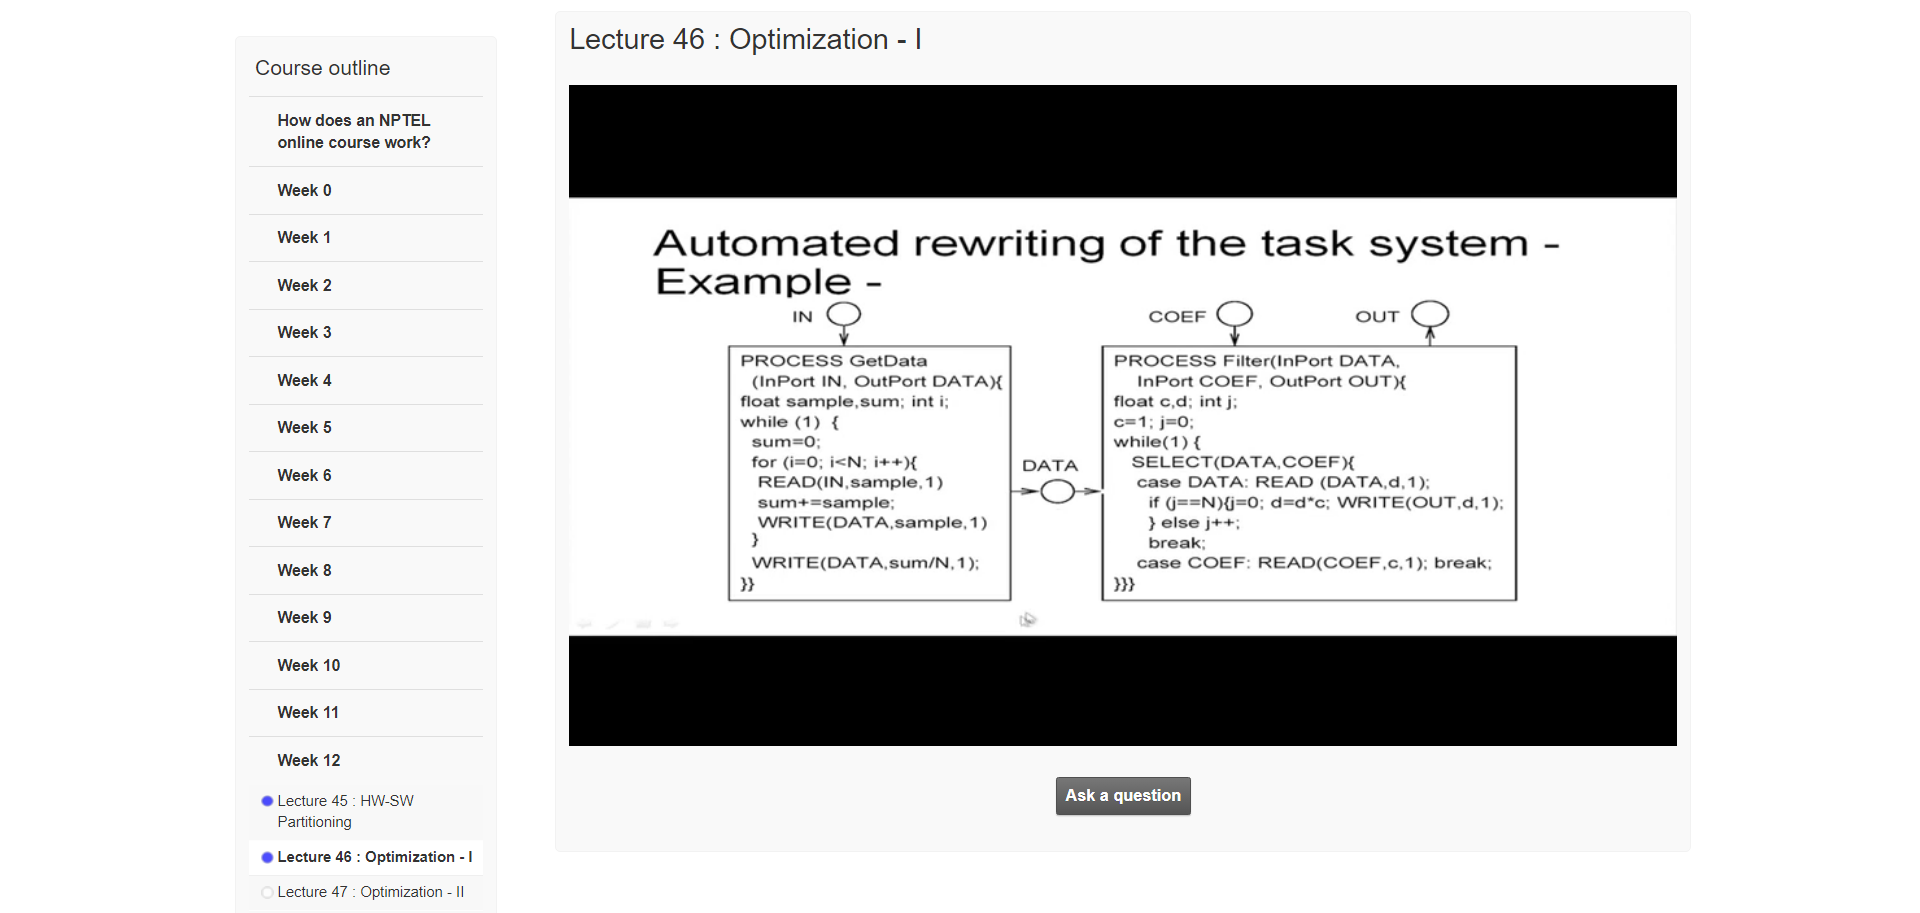 Course outline
How does an NPTEL
online course work?
Week 0
Week 1
Week 2
Week 3
Week 4
Week 5
Week 6
Week 7
Week 8
Week 9
Week 10
Week 11
Week 12
Lecture 45 : HW-SW
Partitioning
Lecture 46 : Optimization - I
Lecture 47 : Optimization - II
Lecture 46 : Optimization - I
Automated rewriting of the task system -
Example -
IN
COEF
OUT
PROCESS GetData
(InPort IN, OutPort DATA){
float sample,sum; int i;
while (1) {
sum=0;
for (i=0; i<N; i++){
READ(IN,sample,1)
sum+=sample;
WRITE(DATA,sample,1)
}
WRITE(DATA,sum/N,1);
}}
DATA
PROCESS Filter(InPort DATA,
InPort COEF, OutPort OUT){
float c,d; int j;
c=1; j=0;
while(1) {
SELECT(DATA,COEF){
case DATA: READ (DATA,d,1);
if (j==N){j=0; d=d*c; WRITE(OUT,d,1);
} else j++;
break;
case COEF: READ(COEF,c,1); break;
}}}
Ask a question